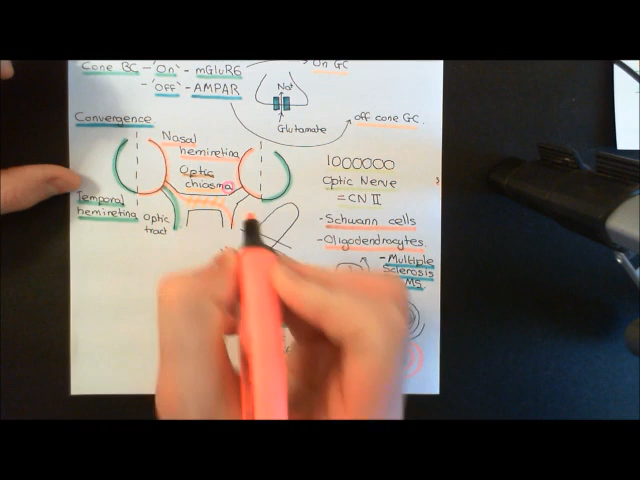 Cone BC - 'On' - mGluR6
On GC
- 'Off' - AMPAR
Na+
Glutamate
off cone GC.
Convergence
Nasal
hemiretina
Optic
chiasma
Temporal
hemiretina
Optic
tract
1000000
Optic Nerve
= CN II
- Schwann cells
- Oligodendrocytes
- Multiple
Sclerosis
MS